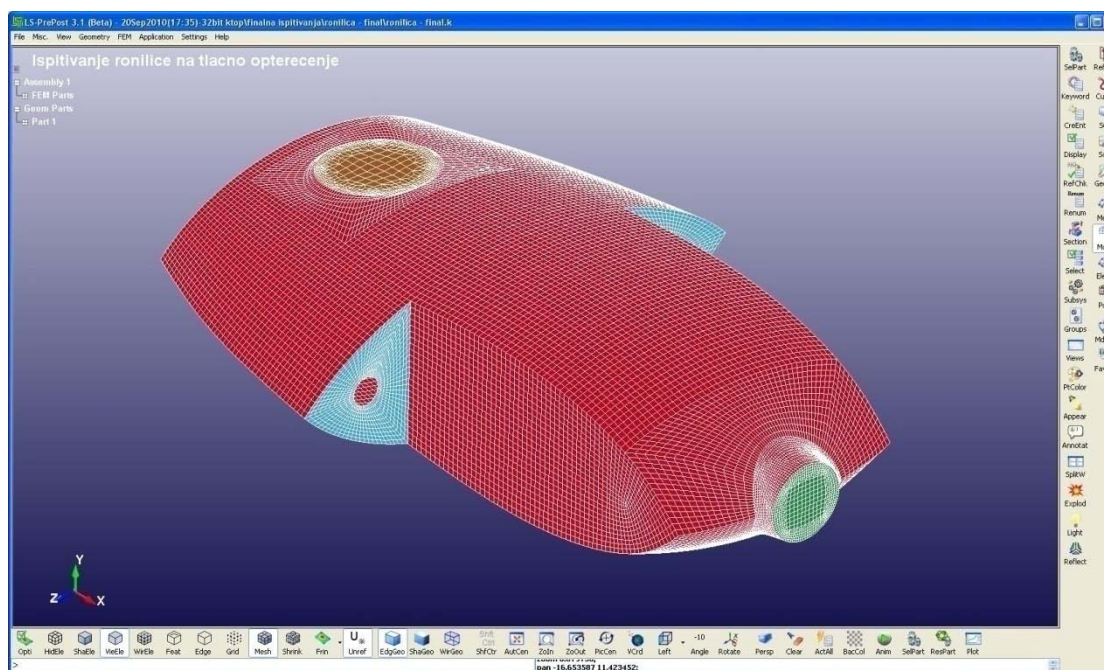 LS-PrePost 3.1 (Beta) - 20Sep2010(17:35)-32bit ktop\finalna ispitivanja\ronilica - final\ronilica - final.k
File Misc. View Geometry FEM Application Settings Help
Ispitivanje ronilice na tlacno opterecenje
Assembly 1
FEM Parts
Geom Parts
Part 1
SelPart
Keyword
CreEnt
Display
RefChk
Renum
Renum
Section
Select
Subsys
Groups
Views
PtColor
Appear
Annotat
SplitW
Explod
Light
Reflect
Y
Z X
Opti HidEle ShaEle VieEle WirEle Feat Edge Grid Mesh Shrink Frin Unref EdgGeo ShaGeo WirGeo ShfCtr AutCen ZoIn ZoOut PicCen VCrd Left -10 Angle Rotate Persp Clear ActAll BacCol Anim SelPart ResPart Plot
>
pan -16.653587 11.423452;